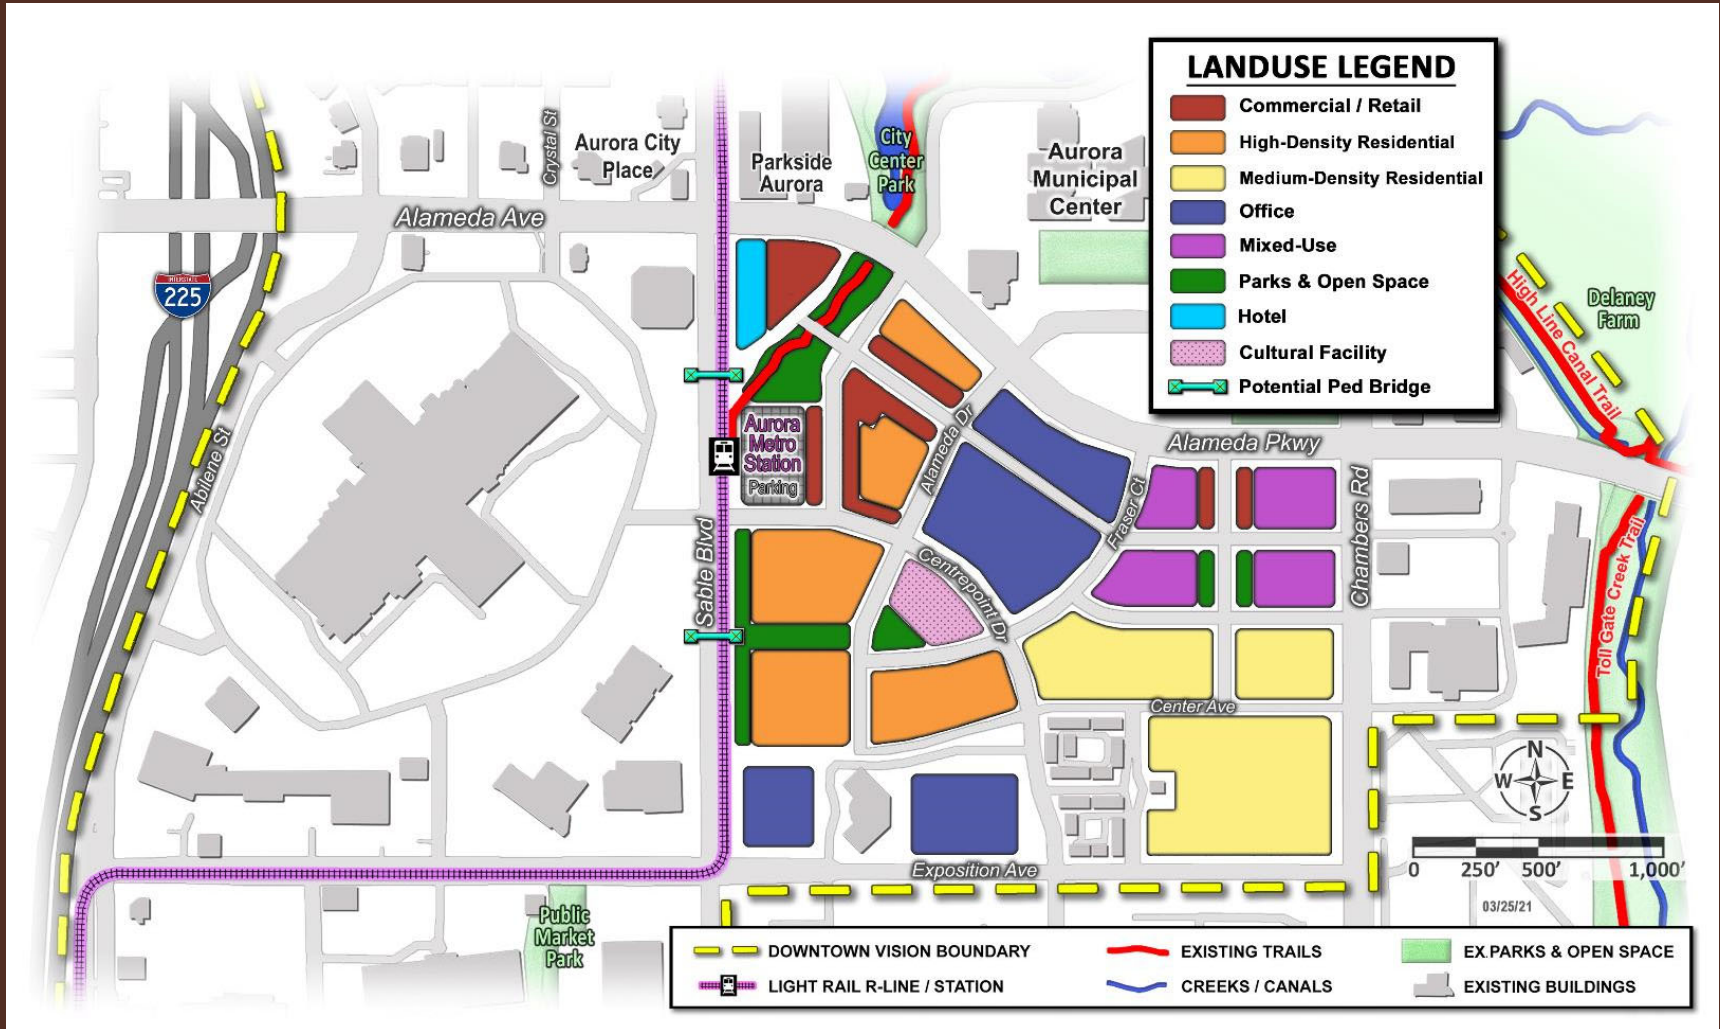 LANDUSE LEGEND
Commercial / Retail
High-Density Residential
Medium-Density Residential
Office
Mixed-Use
Parks & Open Space
Hotel
Cultural Facility
Potential Ped Bridge
Crystal St
Aurora City
Place
Parkside
Aurora
City
Center
Park
Aurora
Municipal
Center
Alameda Ave
INTERSTATE
225
High Line Canal Trail
Delaney
Farm
Abilene St
Aurora
Metro
Station
Parking
Alameda Dr
Alameda Pkwy
Fraser Ct
Chambers Rd
Sable Blvd
Centrepoint Dr
Toll Gate Creek Trail
Center Ave
N
W E
S
0 250' 500' 1,000'
Exposition Ave
03/25/21
Public
Market
Park
DOWNTOWN VISION BOUNDARY
EXISTING TRAILS
EX.PARKS & OPEN SPACE
LIGHT RAIL R-LINE / STATION
CREEKS / CANALS
EXISTING BUILDINGS